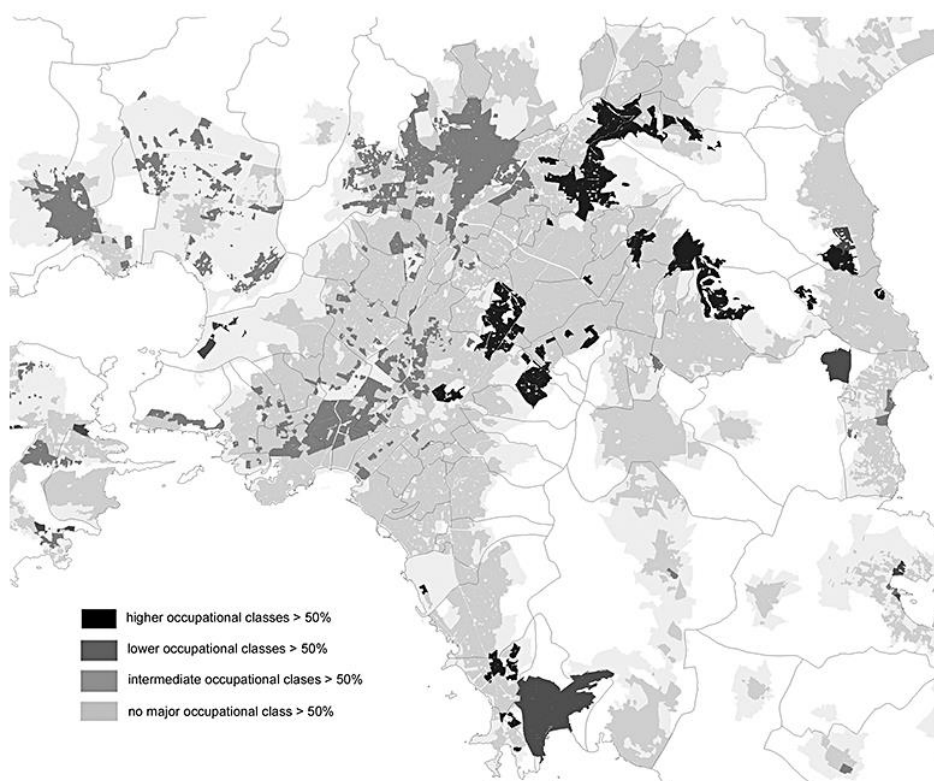 higher occupational classes > 50%
lower occupational classes > 50%
intermediate occupational clases > 50%
no major occupational class > 50%